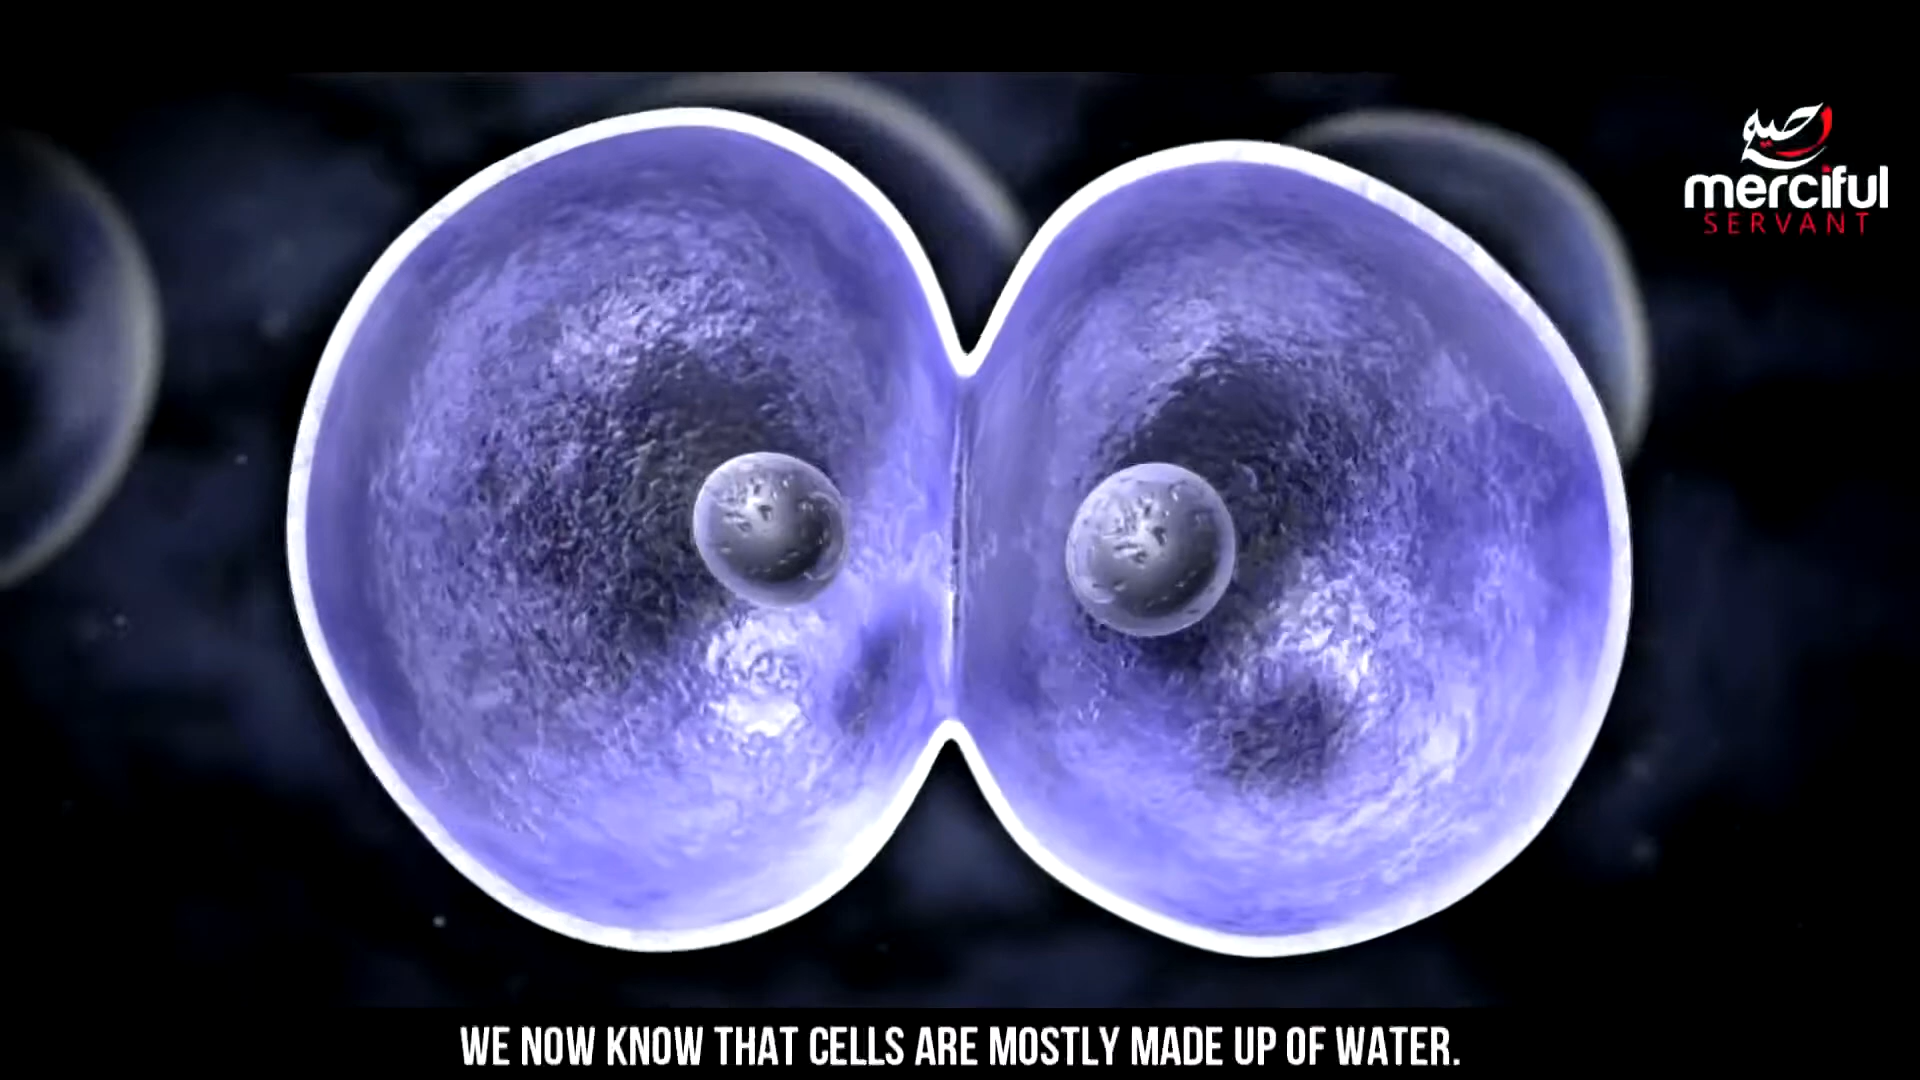 merciful
SERVANT
WE NOW KNOW THAT CELLS ARE MOSTLY MADE UP OF WATER.